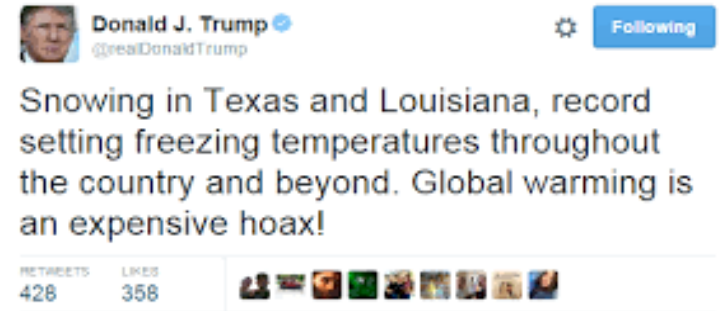 Donald J. Trump
@realDonaldTrump
Following
Snowing in Texas and Louisiana, record
setting freezing temperatures throughout
the country and beyond. Global warming is
an expensive hoax!
RETWEETS LIKES
428 358